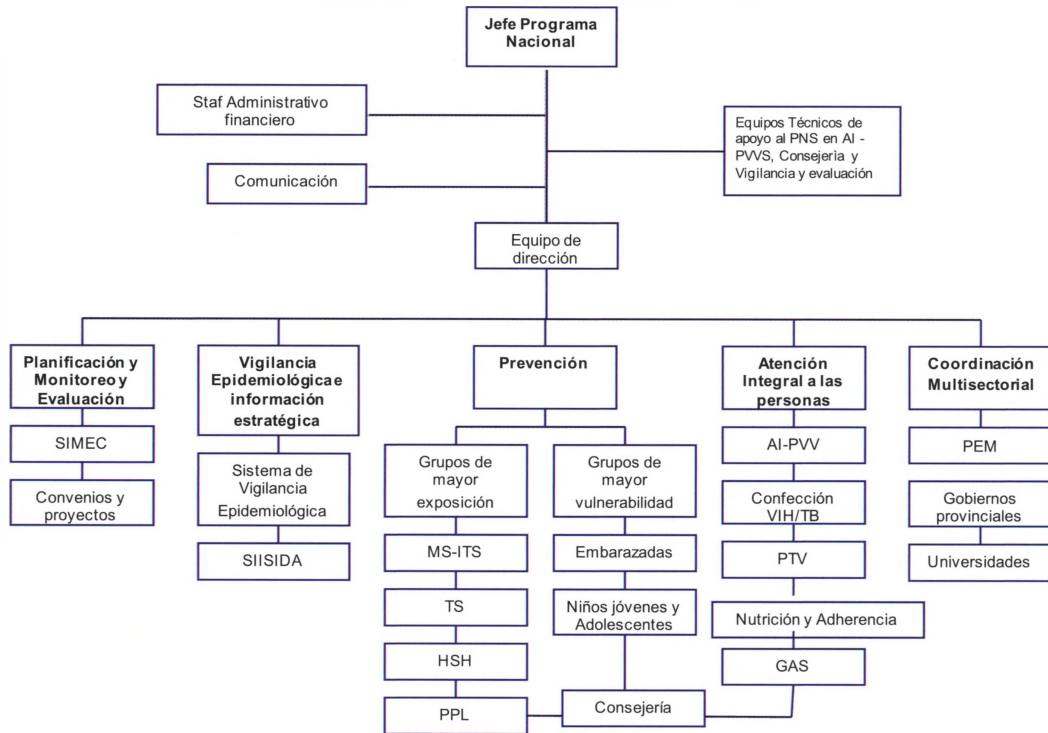 Jefe Programa
Nacional
Staf Administrativo
financiero
Equipos Técnicos de
apoyo al PNS en AI -
PVVS, Consejería y
Vigilancia y evaluación
Comunicación
Equipo de
dirección
Planificación y
Monitoreo y
Evaluación
SIMEC
Convenios y
proyectos
Vigilancia
Epidemiológica e
información
estratégica
Sistema de
Vigilancia
Epidemiológica
SIISIDA
Prevención
Grupos de
mayor
exposición
MS-ITS
TS
HSH
PPL
Grupos de
mayor
vulnerabilidad
Embarazadas
Niños jóvenes y
Adolescentes
Consejería
Atención
Integral a las
personas
AI-PVV
Confección
VIH/TB
PTV
Nutrición y Adherencia
GAS
Coordinación
Multisectorial
PEM
Gobiernos
provinciales
Universidades